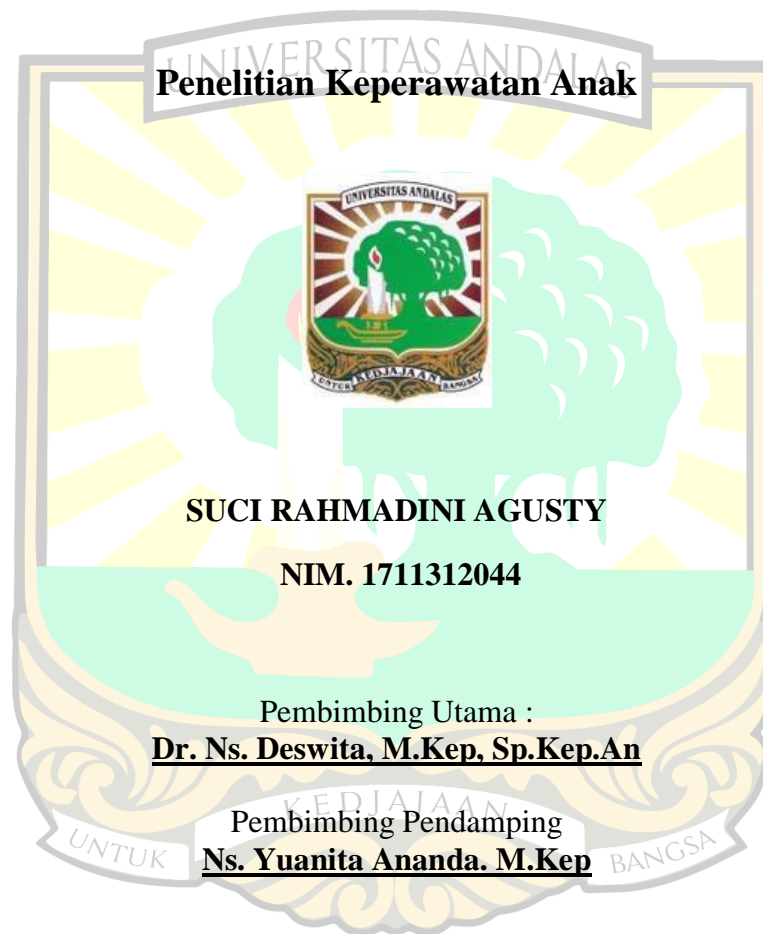 UNIVERSITAS ANDALAS
Penelitian Keperawatan Anak
UNIVERSITAS ANDALAS
UNTUK KEDJAJAAN BANGSA
SUCI RAHMADINI AGUSTY
NIM. 1711312044
Pembimbing Utama :
Dr. Ns. Deswita, M.Kep, Sp.Kep.An
KEDJAJAAN
Pembimbing Pendamping
UNTUK
Ns. Yuanita Ananda. M.Kep
BANGSA